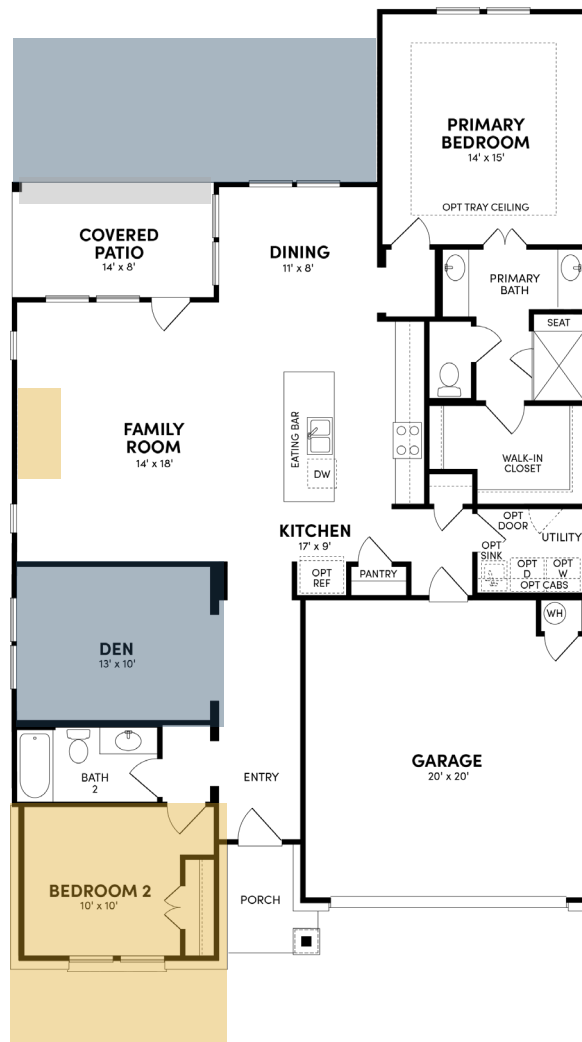 PRIMARY
BEDROOM
14' x 15'
OPT TRAY CEILING
COVERED
PATIO
14' x 8'
DINING
11' x 8'
PRIMARY
BATH
SEAT
FAMILY
ROOM
14' x 18'
EATING BAR
DW
WALK-IN
CLOSET
KITCHEN
17' x 9'
OPT
DOOR
UTILITY
OPT
SINK
OPT
D
OPT
W
OPT CABS
OPT
REF
PANTRY
WH
DEN
13' x 10'
GARAGE
20' x 20'
BATH
2
ENTRY
BEDROOM 2
10' x 10'
PORCH